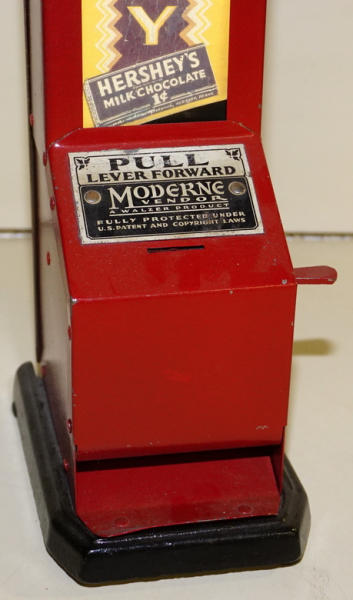 Y
HERSHEY'S
MILK CHOCOLATE
1¢
PULL
LEVER FORWARD
MODERNE
VENDOR
A WALZER PRODUCT
FULLY PROTECTED UNDER
U.S. PATENT AND COPYRIGHT LAWS